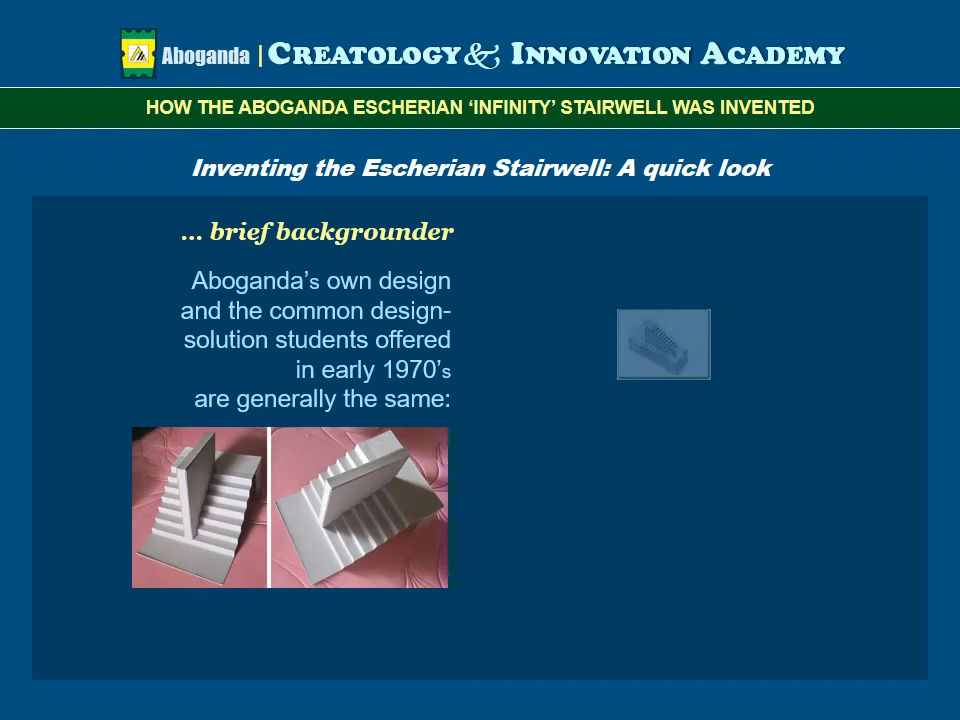 Aboganda | CREATOLOGY & INNOVATION ACADEMY
HOW THE ABOGANDA ESCHERIAN ‘INFINITY’ STAIRWELL WAS INVENTED
Inventing the Escherian Stairwell: A quick look
... brief backgrounder
Aboganda’s own design
and the common design-
solution students offered
in early 1970’s
are generally the same: